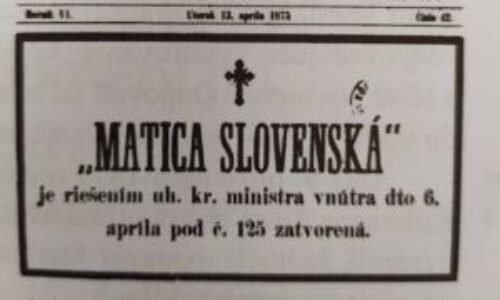 Ročník VI. Utorok 13. apríla 1875 Číslo 42.
„MATICA SLOVENSKÁ“
je riešením uh. kr. ministra vnútra dto 6.
apríla pod č. 125 zatvorená.